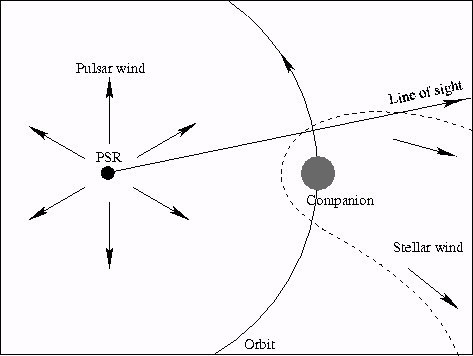 Pulsar wind
Line of sight
PSR
Companion
Stellar wind
Orbit